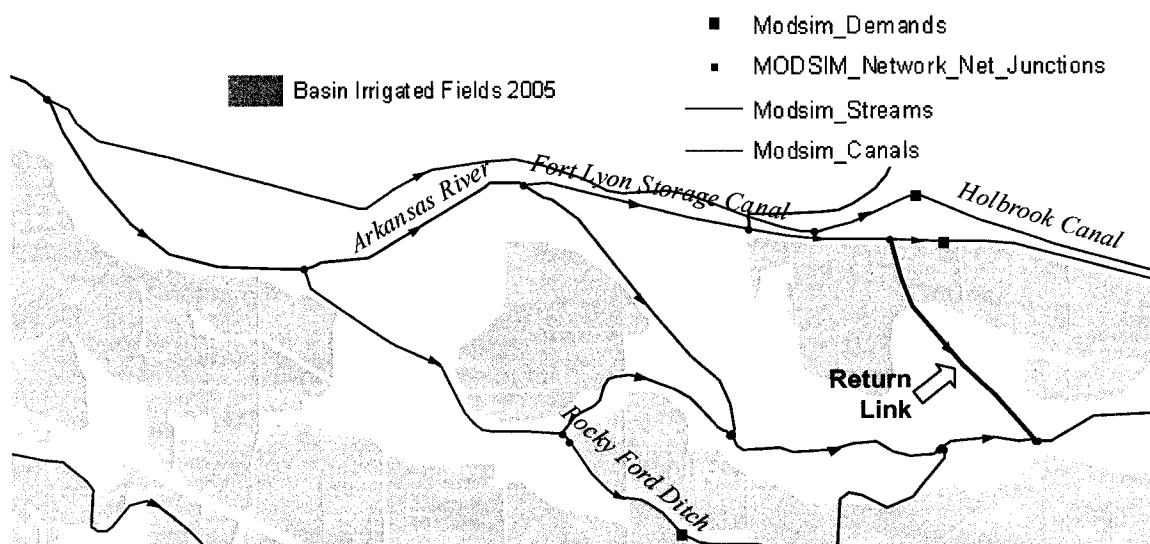 Modsim_Demands
MODSIM_Network_Net_Junctions
Basin Irrigated Fields 2005
Modsim_Streams
Modsim_Canals
Arkansas River
Fort Lyon Storage Canal
Holbrook Canal
Return
Link
Rocky Ford Ditch